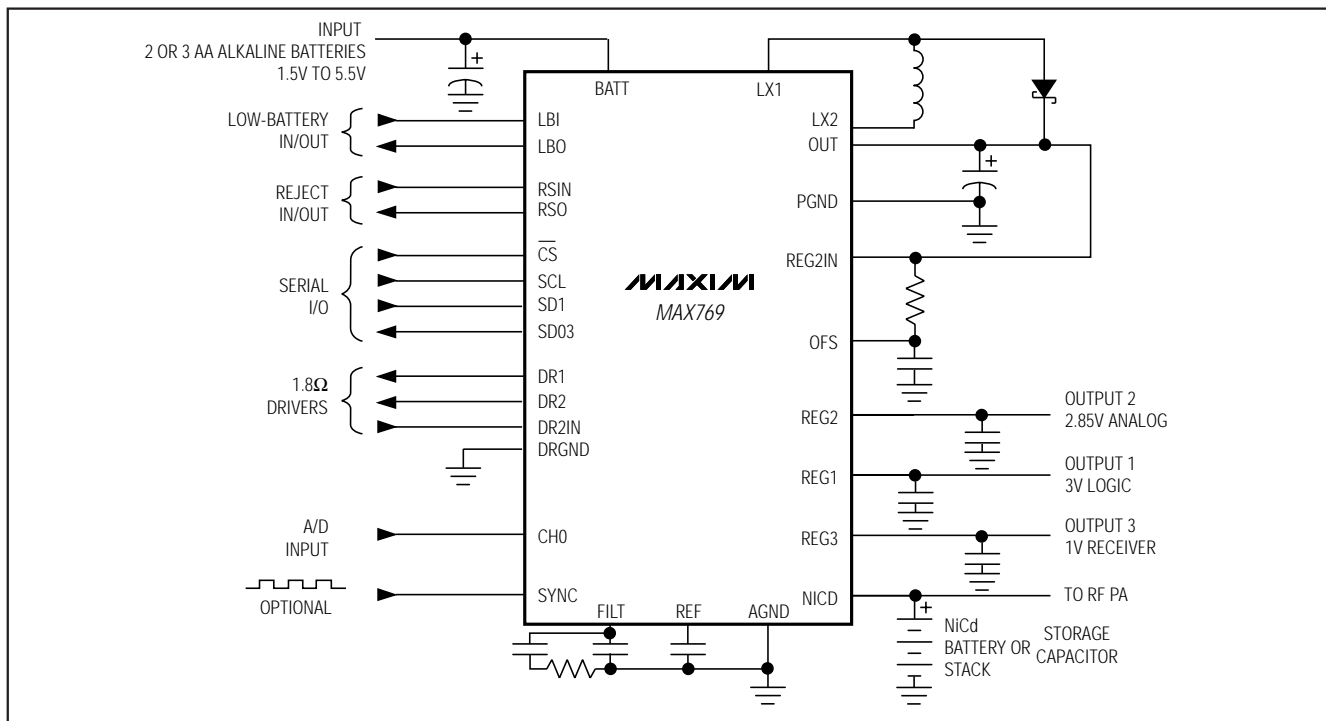 INPUT
2 OR 3 AA ALKALINE BATTERIES
1.5V TO 5.5V
LOW-BATTERY
IN/OUT
REJECT
IN/OUT
SERIAL
I/O
1.8Ω
DRIVERS
A/D
INPUT
OPTIONAL
BATT
LX1
LBI
LBO
RSIN
RSO
CS
SCL
SD1
SD03
DR1
DR2
DR2IN
DRGND
CH0
SYNC
FILT
REF
AGND
MAXIM
MAX769
LX2
OUT
PGND
REG2IN
OFS
REG2
REG1
REG3
NICD
OUTPUT 2
2.85V ANALOG
OUTPUT 1
3V LOGIC
OUTPUT 3
1V RECEIVER
TO RF PA
+
+
+
NiCd
BATTERY OR
STACK
STORAGE
CAPACITOR